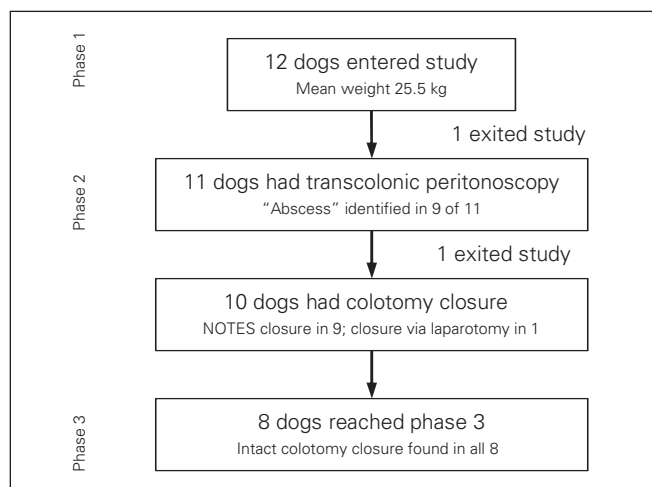 Phase 1
12 dogs entered study
Mean weight 25.5 kg
1 exited study
Phase 2
11 dogs had transcolonic peritonoscopy
“Abscess” identified in 9 of 11
1 exited study
10 dogs had colotomy closure
NOTES closure in 9; closure via laparotomy in 1
Phase 3
8 dogs reached phase 3
Intact colotomy closure found in all 8